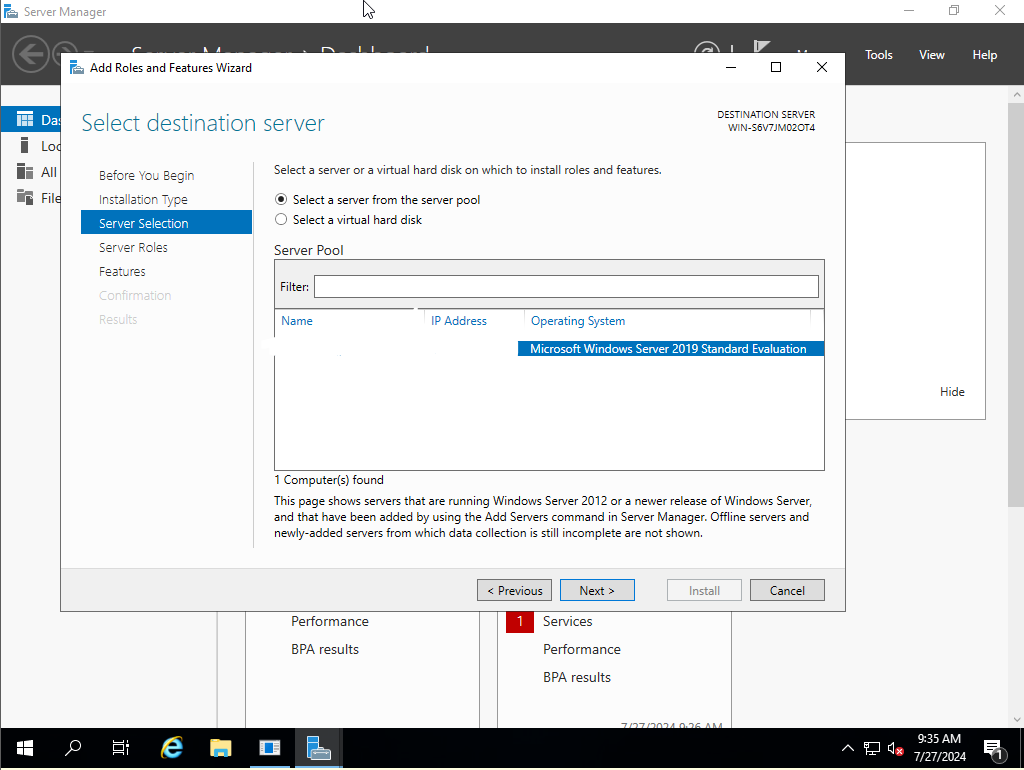 Server Manager
Tools View Help
Add Roles and Features Wizard
Select destination server
DESTINATION SERVER
WIN-S6V7JM02OT4
Before You Begin
Installation Type
Server Selection
Server Roles
Features
Confirmation
Results
Select a server or a virtual hard disk on which to install roles and features.
Select a server from the server pool
Select a virtual hard disk
Server Pool
Filter:
Name IP Address Operating System
Microsoft Windows Server 2019 Standard Evaluation
1 Computer(s) found
This page shows servers that are running Windows Server 2012 or a newer release of Windows Server,
and that have been added by using the Add Servers command in Server Manager. Offline servers and
newly-added servers from which data collection is still incomplete are not shown.
< Previous Next > Install Cancel
Hide
All
Performance
BPA results
1 Services
Performance
BPA results
7/27/2024 9:26 AM
9:35 AM
7/27/2024
1